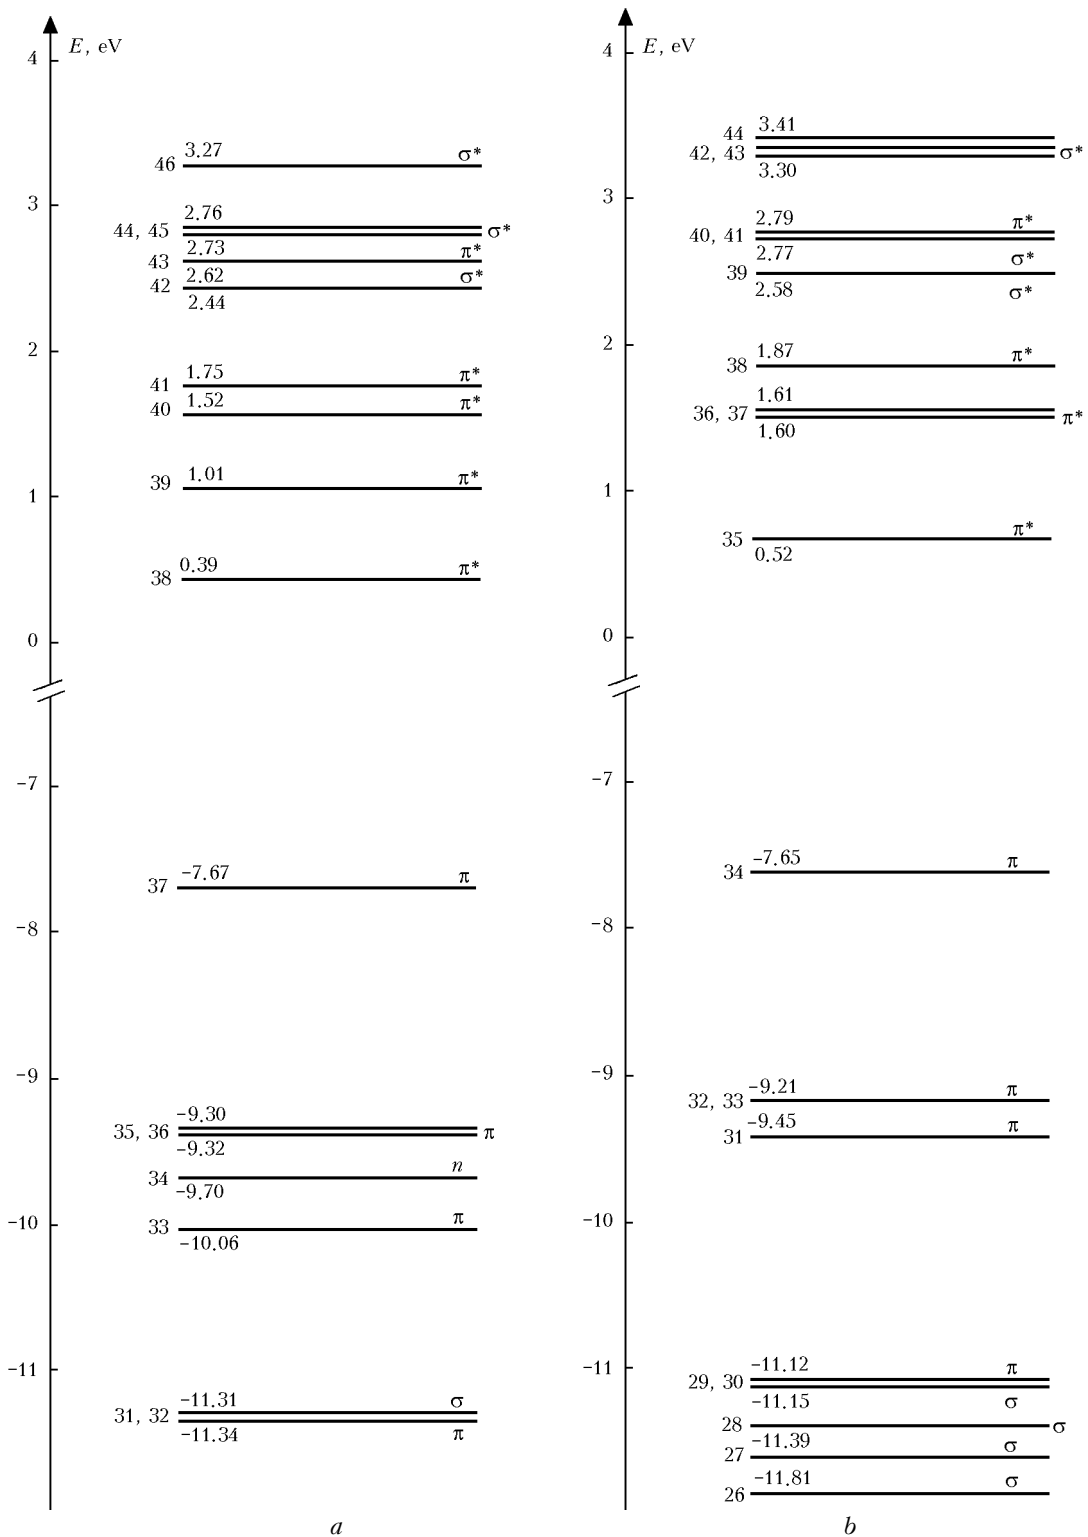 E, eV
4
46 3.27 σ*
3
2.76
44, 45 σ*
2.73 π*
43
2.62 σ*
42
2.44
2
1.75 π*
41
1.52 π*
40
1.01 π*
39
1
0.39 π*
38
0
−7
−7.67 π
37
−8
−9
−9.30
35, 36 π
−9.32
n
34
−9.70
−10
33 π
−10.06
−11
−11.31 σ
31, 32
−11.34 π
a
E, eV
4
3.41
44
42, 43 σ*
3.30
3
2.79 π*
40, 41
2.77 σ*
39
2.58 σ*
2
1.87 π*
38
1.61
36, 37 π*
1.60
1
π*
35
0.52
0
−7
−7.65 π
34
−8
−9
−9.21 π
32, 33
−9.45 π
31
−10
−11
−11.12 π
29, 30
−11.15 σ
28 σ
−11.39 σ
27
−11.81 σ
26
b